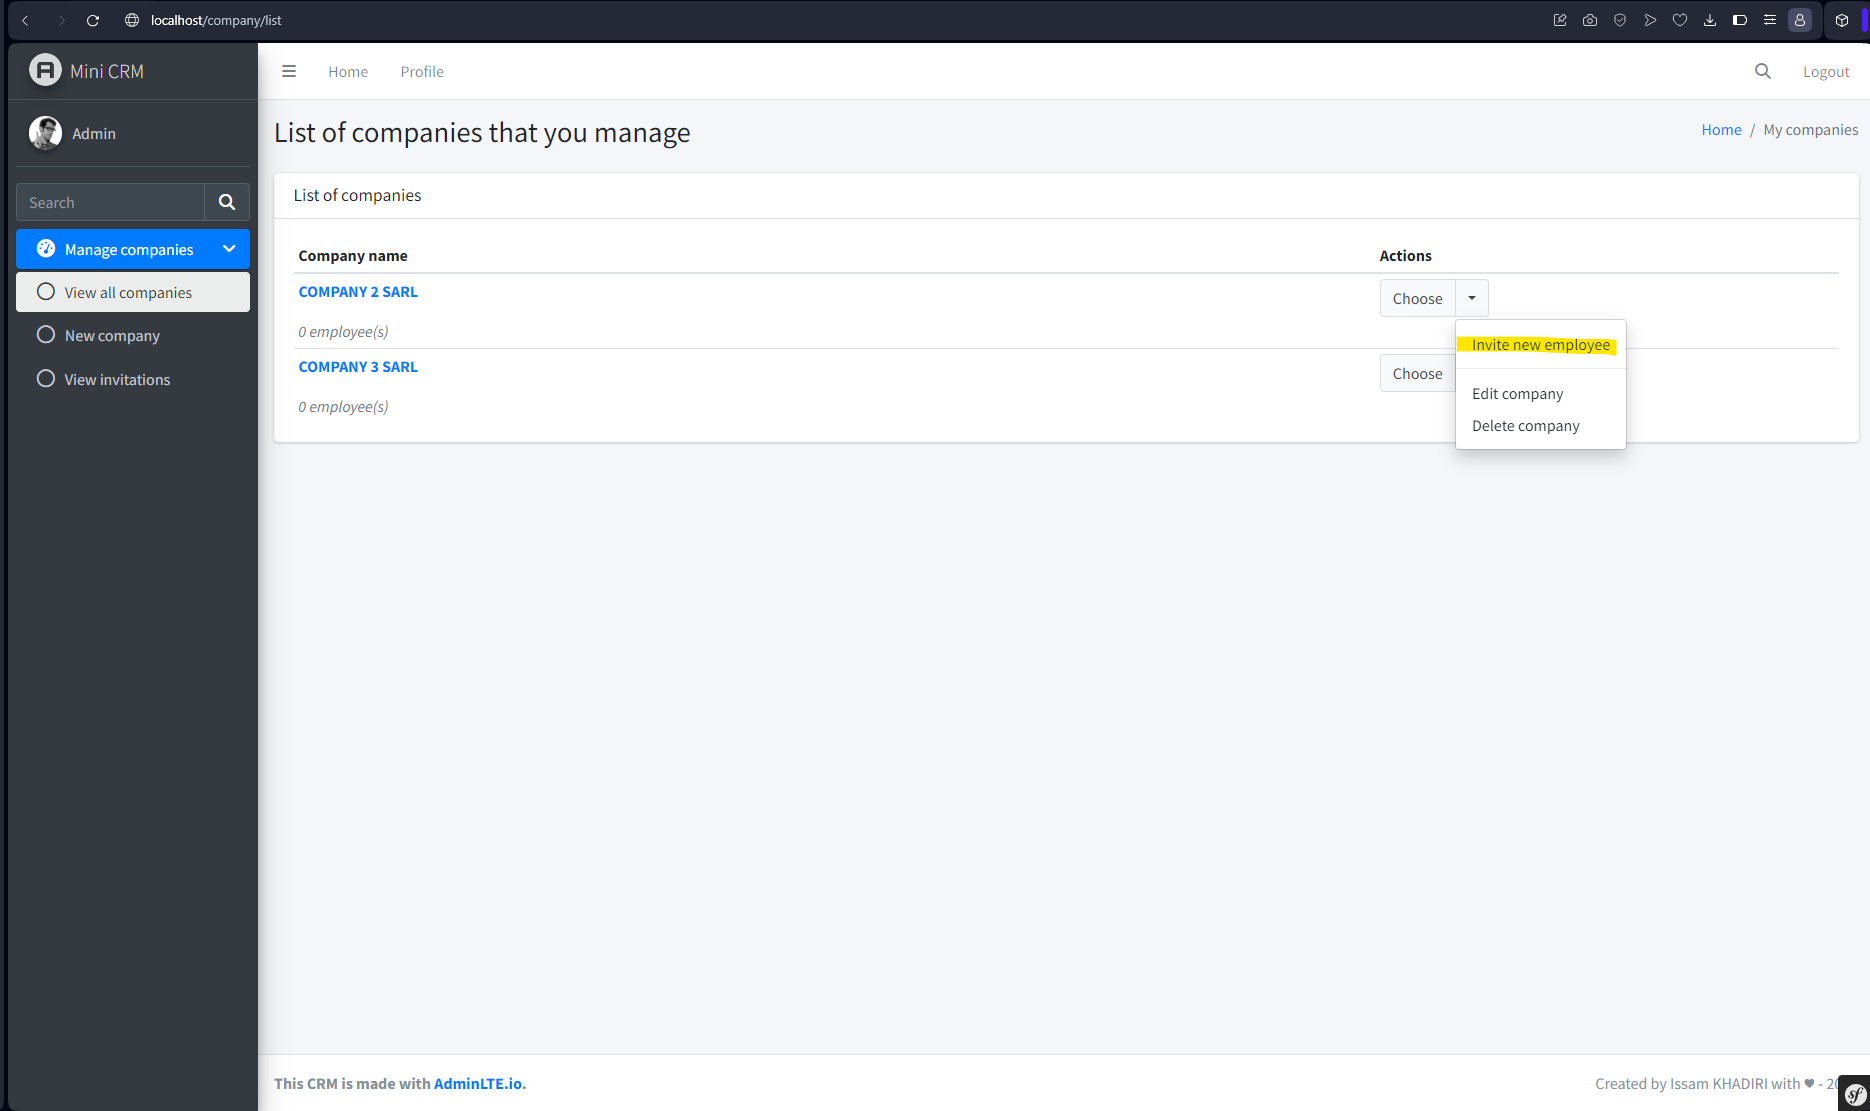 localhost/company/list
Mini CRM
Home
Profile
Logout
Admin
List of companies that you manage
Home / My companies
Search
List of companies
Manage companies
Company name
Actions
View all companies
COMPANY 2 SARL
Choose
0 employee(s)
New company
Invite new employee
COMPANY 3 SARL
Choose
View invitations
Edit company
0 employee(s)
Delete company
This CRM is made with AdminLTE.io.
Created by Issam KHADIRI with ♥ -
sf